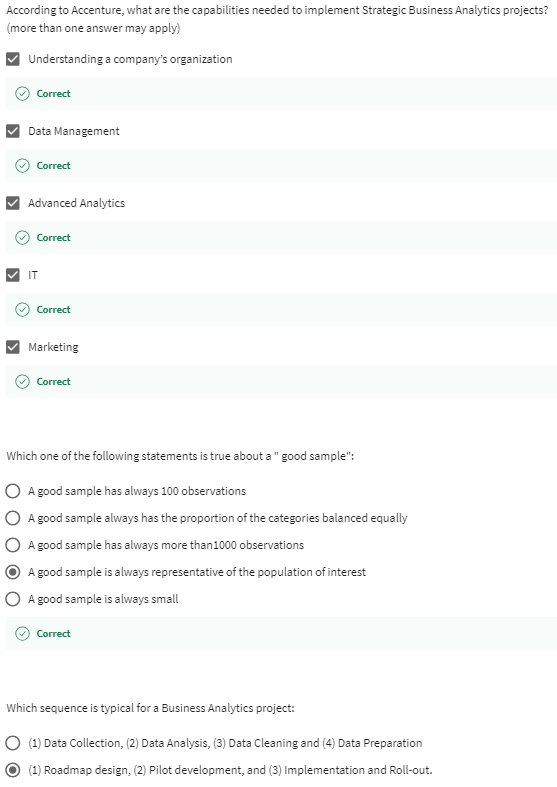 According to Accenture, what are the capabilities needed to implement Strategic Business Analytics projects?
(more than one answer may apply)
Understanding a company's organization
Correct
Data Management
Correct
Advanced Analytics
Correct
IT
Correct
Marketing
Correct
Which one of the following statements is true about a " good sample":
A good sample has always 100 observations
A good sample always has the proportion of the categories balanced equally
A good sample has always more than1000 observations
A good sample is always representative of the population of interest
A good sample is always small
Correct
Which sequence is typical for a Business Analytics project:
(1) Data Collection, (2) Data Analysis, (3) Data Cleaning and (4) Data Preparation
(1) Roadmap design, (2) Pilot development, and (3) Implementation and Roll-out.